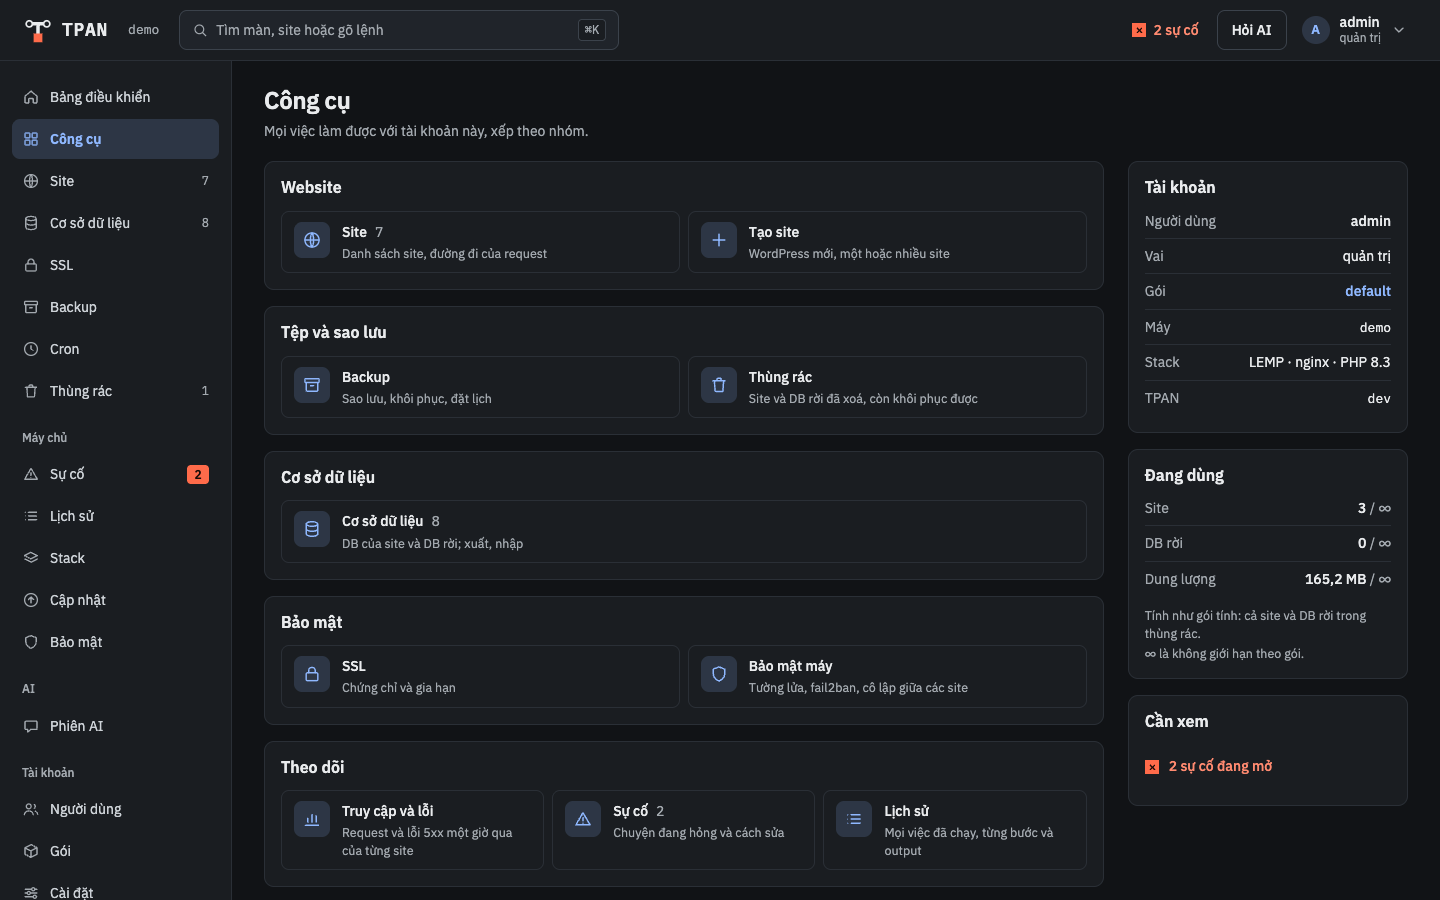 TPAN demo
Tìm màn, site hoặc gõ lệnh ⌘K
2 sự cố
Hỏi AI
A
admin
quản trị
Bảng điều khiển
Công cụ
Site 7
Cơ sở dữ liệu 8
SSL
Backup
Cron
Thùng rác 1
Máy chủ
Sự cố 2
Lịch sử
Stack
Cập nhật
Bảo mật
AI
Phiên AI
Tài khoản
Người dùng
Gói
Cài đặt
Công cụ
Mọi việc làm được với tài khoản này, xếp theo nhóm.
Website
Site 7
Danh sách site, đường đi của request
Tạo site
WordPress mới, một hoặc nhiều site
Tệp và sao lưu
Backup
Sao lưu, khôi phục, đặt lịch
Thùng rác
Site và DB rời đã xoá, còn khôi phục được
Cơ sở dữ liệu
Cơ sở dữ liệu 8
DB của site và DB rời; xuất, nhập
Bảo mật
SSL
Chứng chỉ và gia hạn
Bảo mật máy
Tường lửa, fail2ban, cô lập giữa các site
Theo dõi
Truy cập và lỗi
Request và lỗi 5xx một giờ qua
của từng site
Sự cố 2
Chuyện đang hỏng và cách sửa
Lịch sử
Mọi việc đã chạy, từng bước và
output
Tài khoản
Người dùng admin
Vai quản trị
Gói default
Máy demo
Stack LEMP · nginx · PHP 8.3
TPAN dev
Đang dùng
Site 3 / ∞
DB rời 0 / ∞
Dung lượng 165,2 MB / ∞
Tính như gói tính: cả site và DB rời trong
thùng rác.
∞ là không giới hạn theo gói.
Cần xem
2 sự cố đang mở